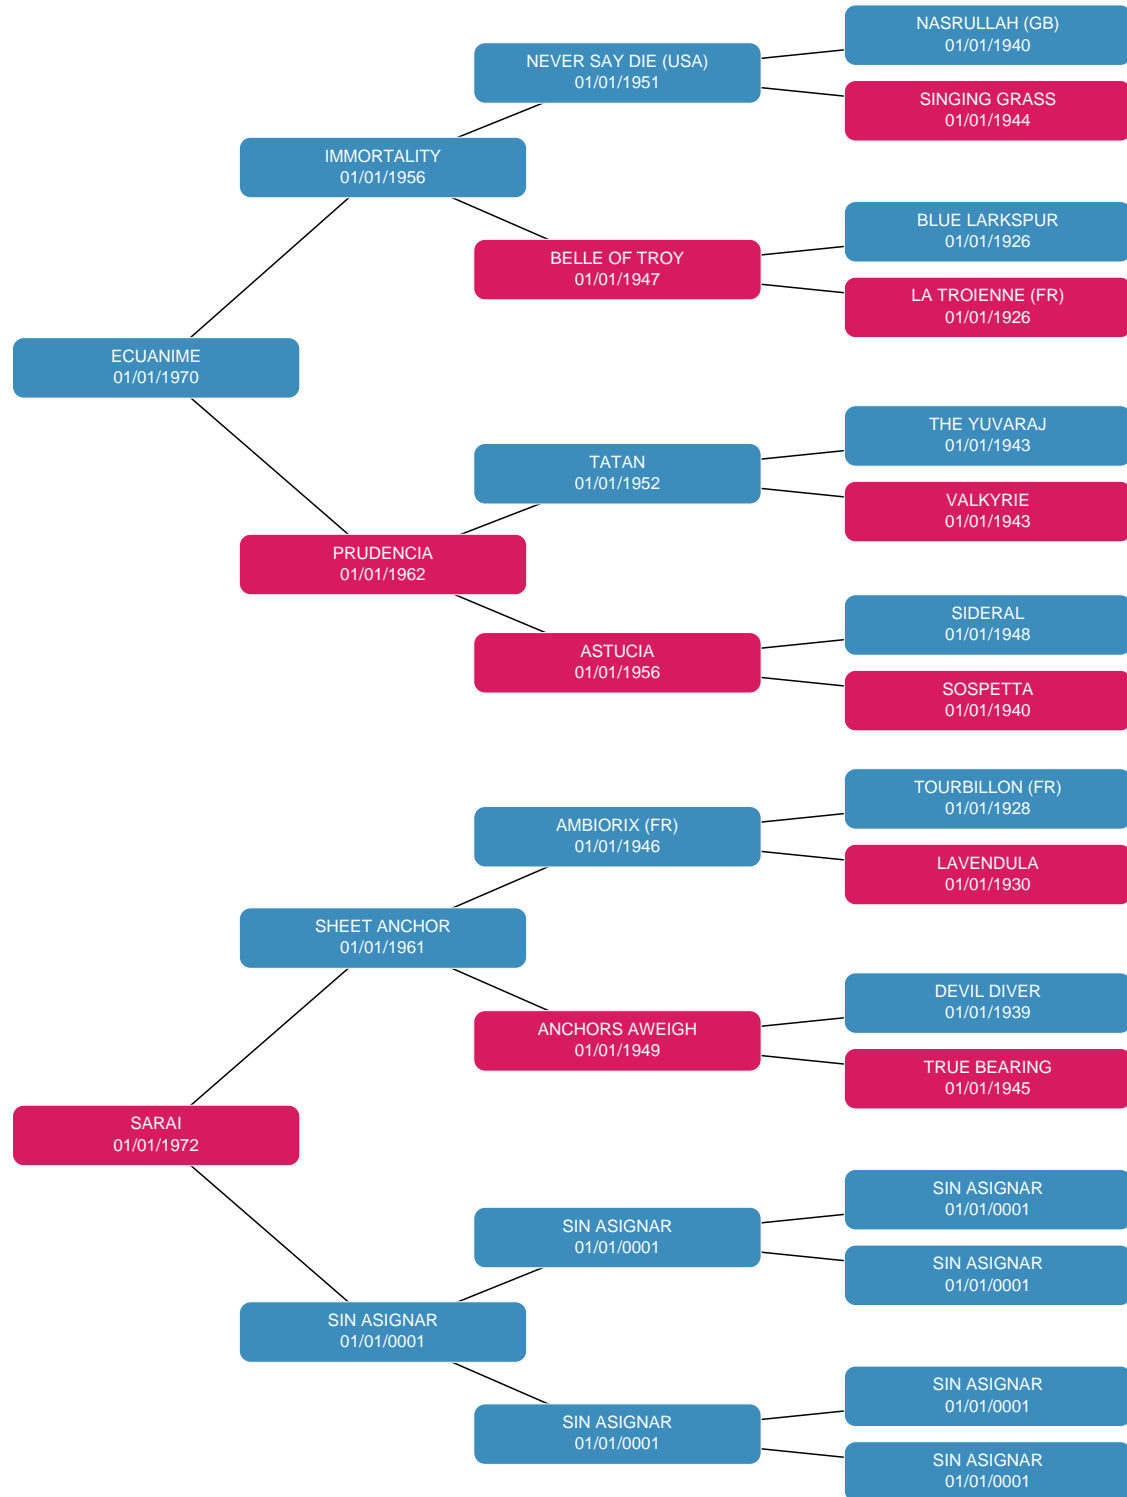 NASRULLAH (GB)
01/01/1940
NEVER SAY DIE (USA)
01/01/1951
SINGING GRASS
01/01/1944
IMMORTALITY
01/01/1956
BLUE LARKSPUR
01/01/1926
BELLE OF TROY
01/01/1947
LA TROIENNE (FR)
01/01/1926
ECUANIME
01/01/1970
THE YUVARAJ
01/01/1943
TATAN
01/01/1952
VALKYRIE
01/01/1943
PRUDENCIA
01/01/1962
SIDERAL
01/01/1948
ASTUCIA
01/01/1956
SOSPETTA
01/01/1940
TOURBILLON (FR)
01/01/1928
AMBIORIX (FR)
01/01/1946
LAVENDULA
01/01/1930
SHEET ANCHOR
01/01/1961
DEVIL DIVER
01/01/1939
ANCHORS AWEIGH
01/01/1949
TRUE BEARING
01/01/1945
SARAI
01/01/1972
SIN ASIGNAR
01/01/0001
SIN ASIGNAR
01/01/0001
SIN ASIGNAR
01/01/0001
SIN ASIGNAR
01/01/0001
SIN ASIGNAR
01/01/0001
SIN ASIGNAR
01/01/0001
SIN ASIGNAR
01/01/0001